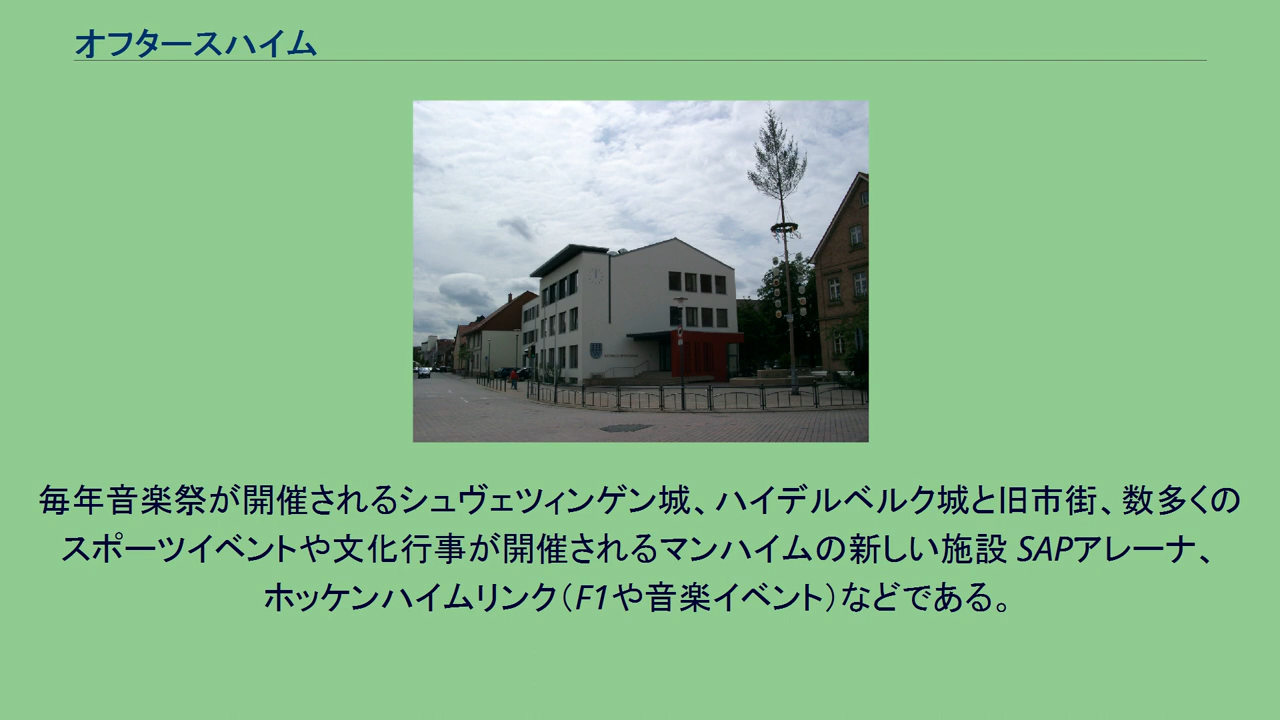 オフタースハイム
毎年音楽祭が開催されるシュヴェツィンゲン城、ハイデルベルク城と旧市街、数多くの
スポーツイベントや文化行事が開催されるマンハイムの新しい施設 SAPアレーナ、
ホッケンハイムリンク（F1や音楽イベント）などである。